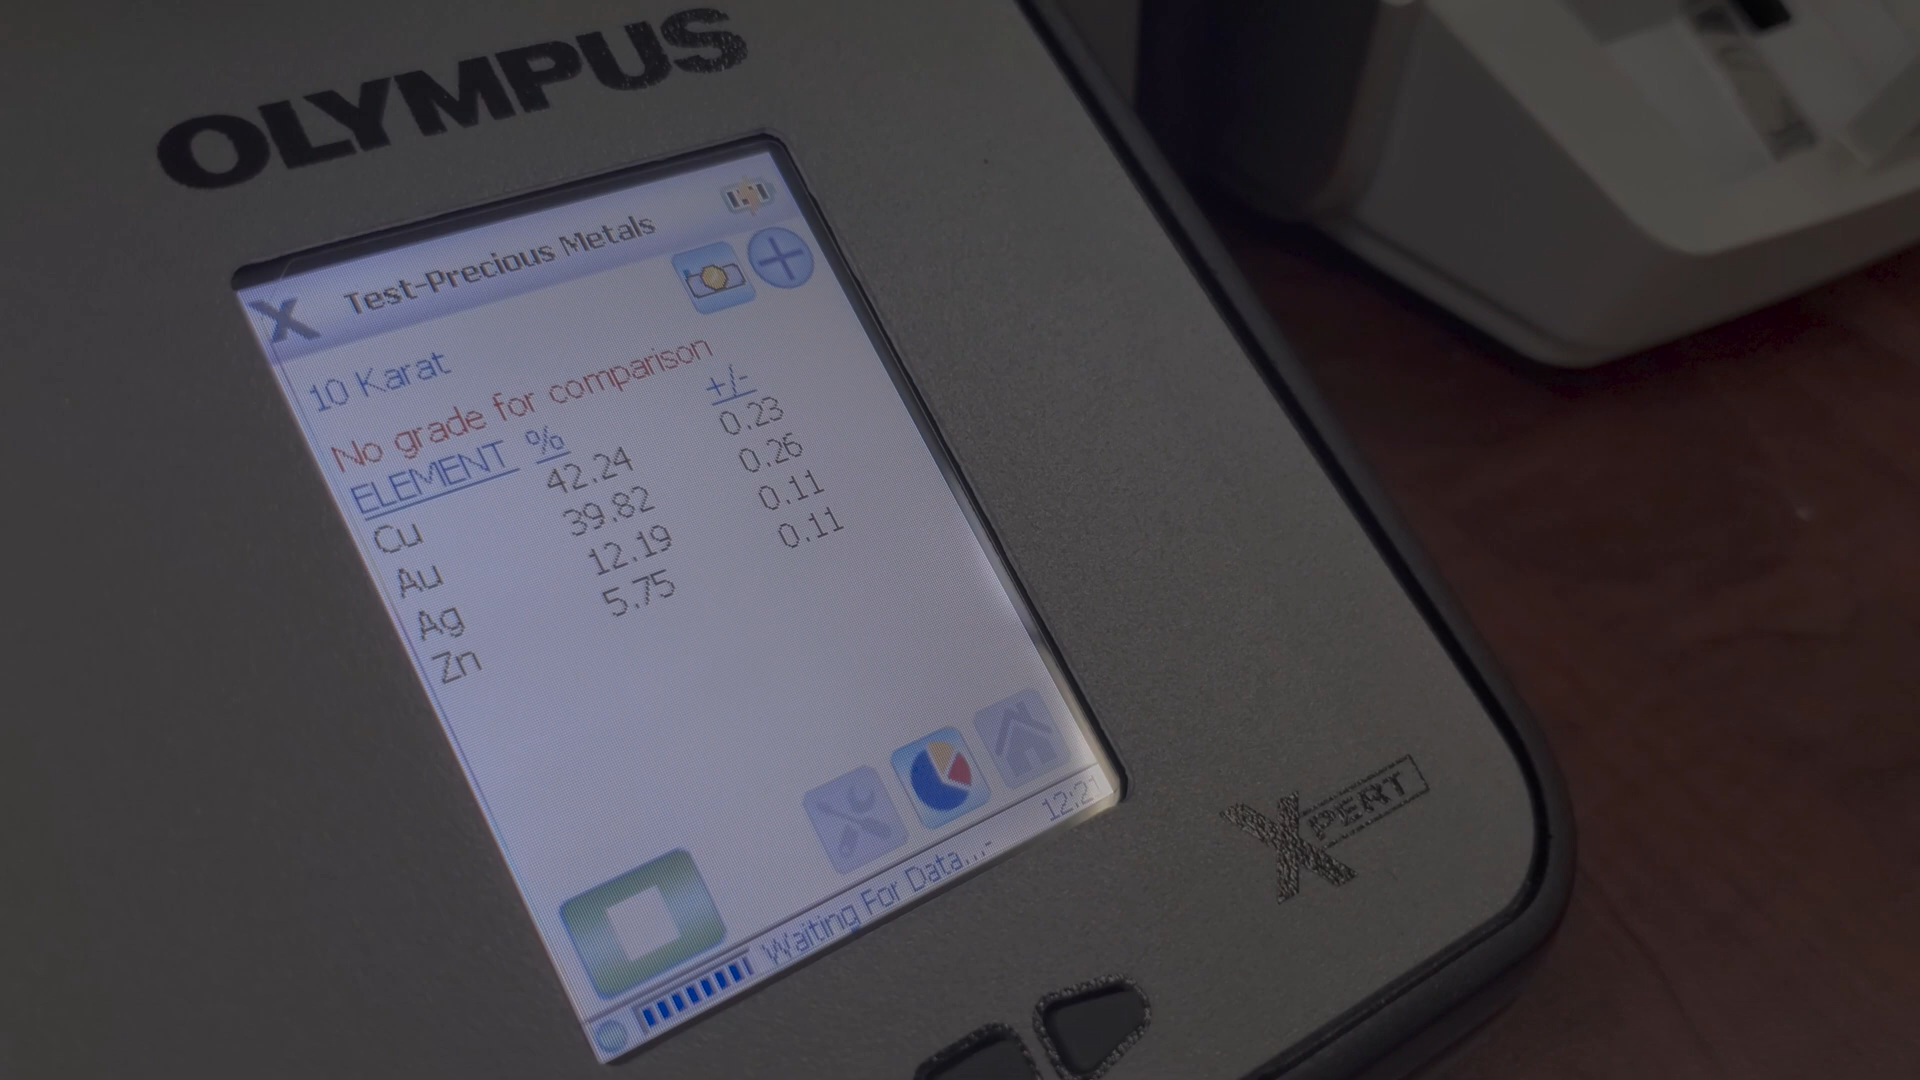 OLYMPUS
Test-Precious Metals
10 Karat
No grade for comparison
ELEMENT % +/-
Cu 42.24 0.23
Au 39.82 0.26
Ag 12.19 0.11
Zn 5.75 0.11
12:21
Waiting For Data...-
XPERT